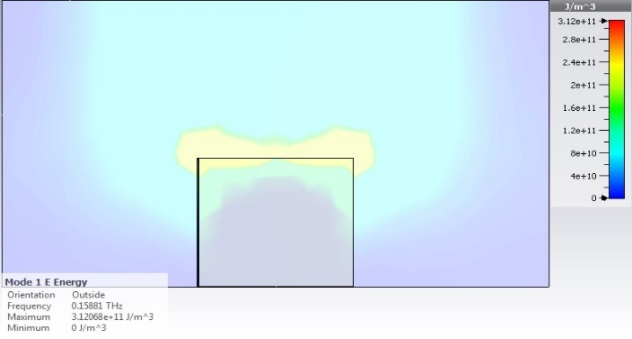 J/m^3
3.12e+11
2.8e+11
2.4e+11
2e+11
1.6e+11
1.2e+11
8e+10
4e+10
0
Mode 1 E Energy
Orientation Outside
Frequency 0.15881 THz
Maximum 3.12068e+11 J/m^3
Minimum 0 J/m^3